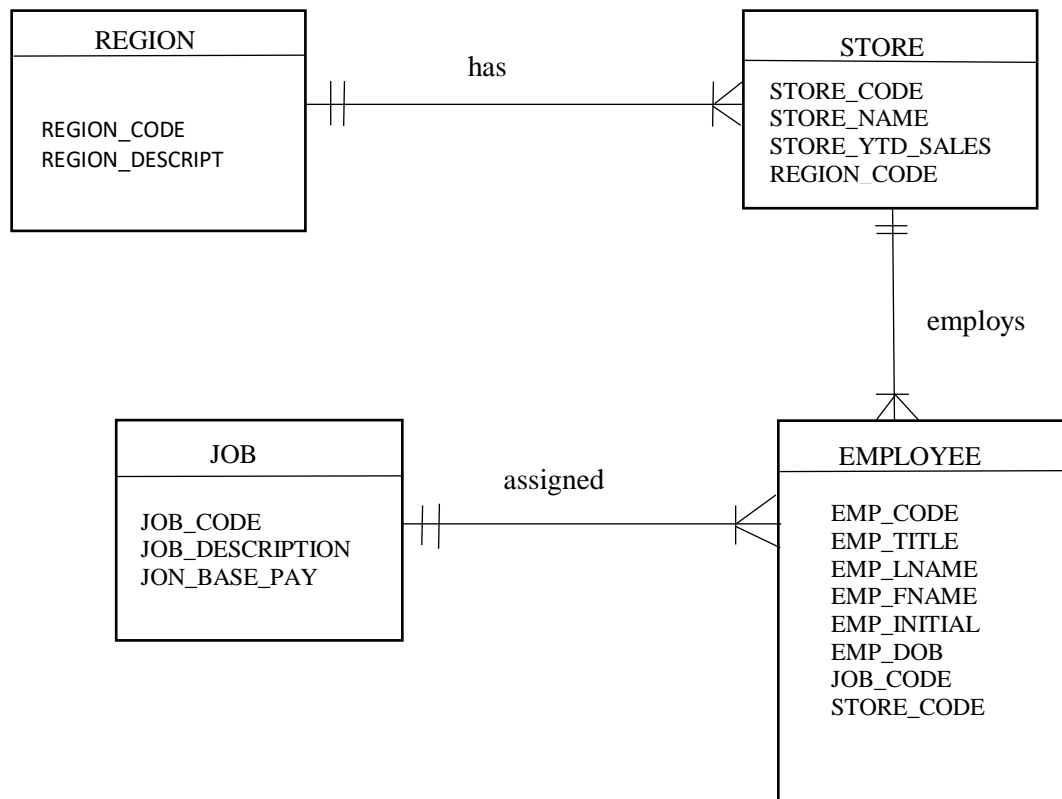 REGION
REGION_CODE
REGION_DESCRIPT
has
STORE
STORE_CODE
STORE_NAME
STORE_YTD_SALES
REGION_CODE
employs
JOB
JOB_CODE
JOB_DESCRIPTION
JON_BASE_PAY
assigned
EMPLOYEE
EMP_CODE
EMP_TITLE
EMP_LNAME
EMP_FNAME
EMP_INITIAL
EMP_DOB
JOB_CODE
STORE_CODE